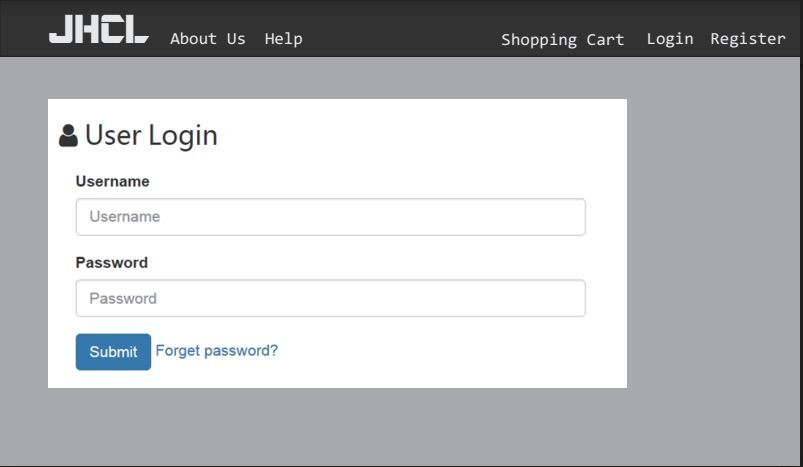 JHCL About Us Help Shopping Cart Login Register
User Login
Username
Username
Password
Password
Submit Forget password?